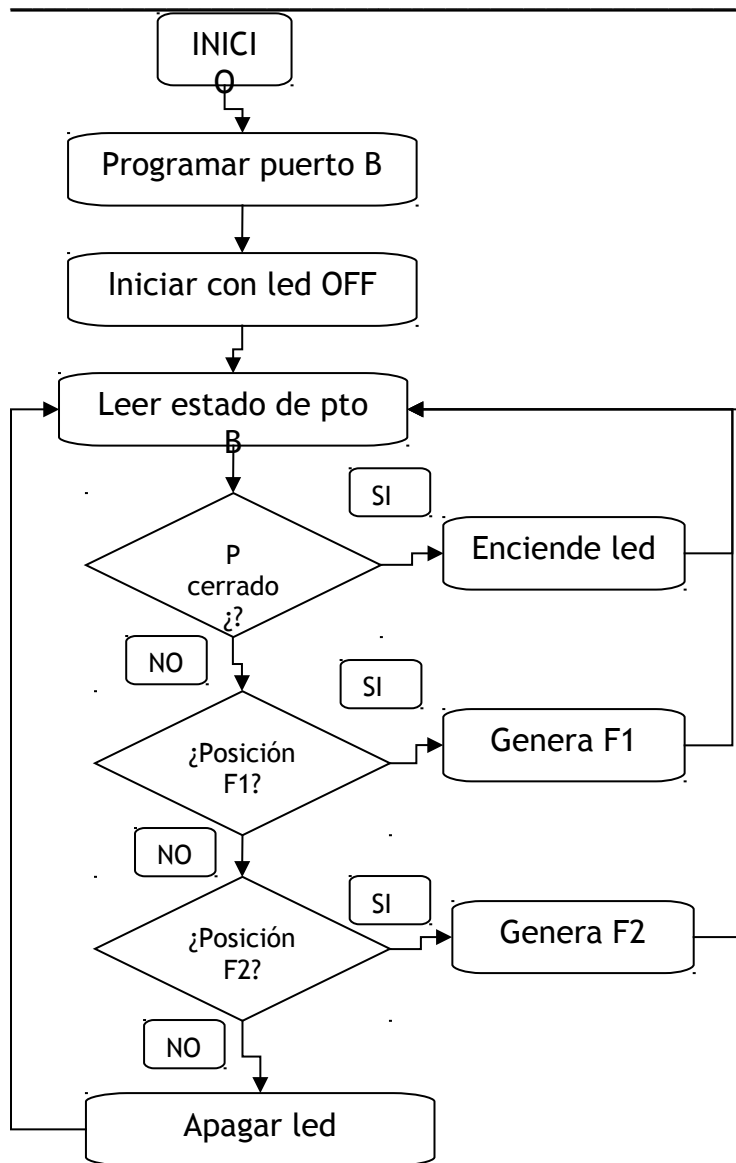 INICI
O
Programar puerto B
Iniciar con led OFF
Leer estado de pto
B
SI
P
cerrado
¿?
Enciende led
NO
SI
¿Posición
F1?
Genera F1
NO
SI
¿Posición
F2?
Genera F2
NO
Apagar led